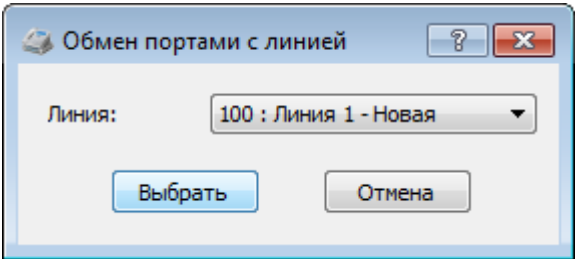 Обмен портами с линией
Линия: 100 : Линия 1 - Новая
Выбрать Отмена